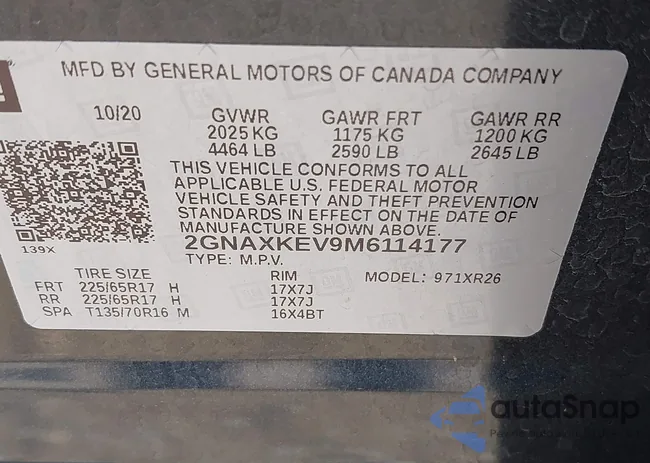 MFD BY GENERAL MOTORS OF CANADA COMPANY
10/20 GVWR GAWR FRT GAWR RR
2025 KG 1175 KG 1200 KG
4464 LB 2590 LB 2645 LB
THIS VEHICLE CONFORMS TO ALL
APPLICABLE U.S. FEDERAL MOTOR
VEHICLE SAFETY AND THEFT PREVENTION
STANDARDS IN EFFECT ON THE DATE OF
MANUFACTURE SHOWN ABOVE.
139X 2GNAXKEV9M6114177
TYPE: M.P.V.
TIRE SIZE RIM MODEL: 971XR26
FRT 225/65R17 H 17X7J
RR 225/65R17 H 17X7J
SPA T135/70R16 M 16X4BT
autoSnap